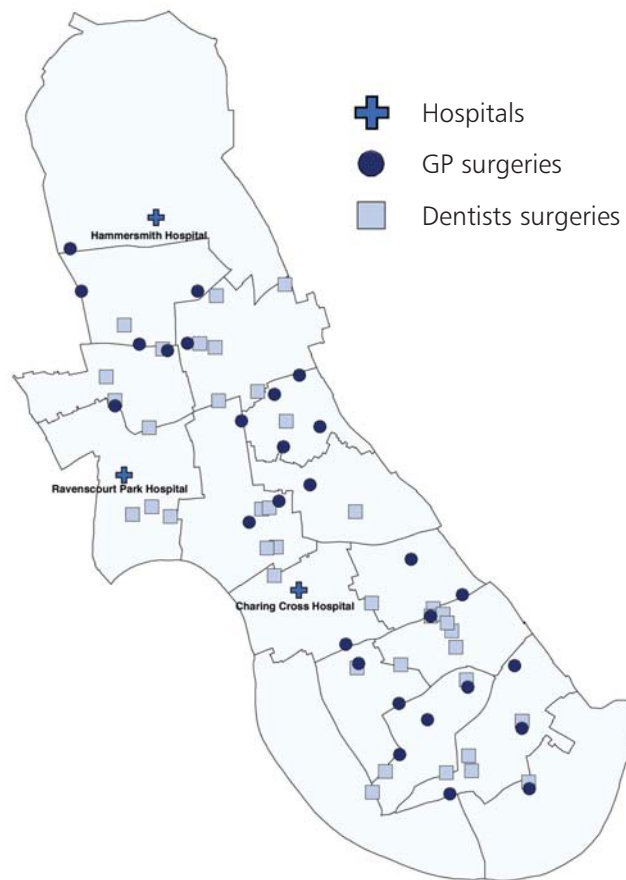 Hospitals
GP surgeries
Dentists surgeries
Hammersmith Hospital
Ravenscourt Park Hospital
Charing Cross Hospital